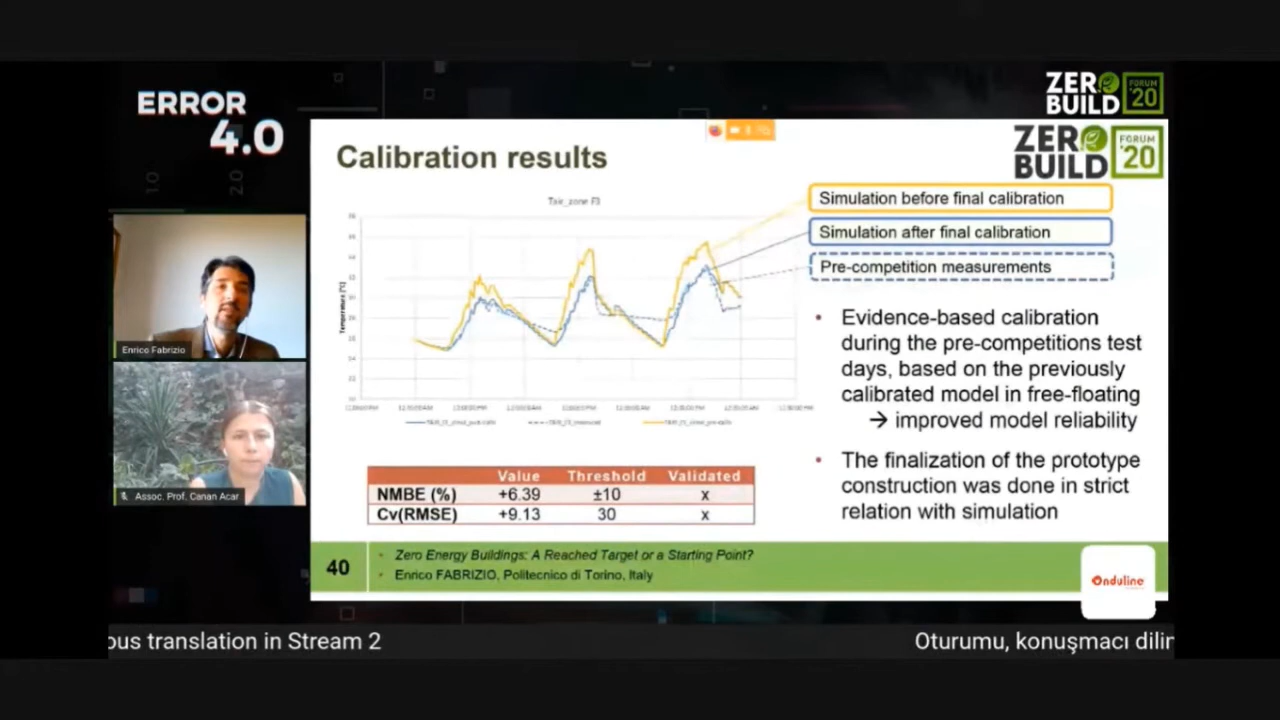 ERROR
4.0
1.0
2.0
ZERO
BUILD
FORUM
'20
ZERO
BUILD
FORUM
'20
Calibration results
Tair_zone F3
Temperature [°C]
Simulation before final calibration
Simulation after final calibration
Pre-competition measurements
• Evidence-based calibration
during the pre-competitions test
days, based on the previously
calibrated model in free-floating
→ improved model reliability
• The finalization of the prototype
construction was done in strict
relation with simulation
Value Threshold Validated
NMBE (%) +6.39 ±10 x
Cv(RMSE) +9.13 30 x
Enrico Fabrizio
Assoc. Prof. Canan Acar
40
• Zero Energy Buildings: A Reached Target or a Starting Point?
• Enrico FABRIZIO, Politecnico di Torino, Italy
Onduline
ous translation in Stream 2
Oturumu, konuşmacı dilin